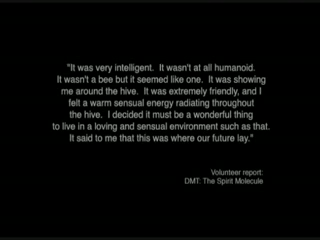 "It was very intelligent. It wasn't at all humanoid.
It wasn't a bee but it seemed like one. It was showing
me around the hive. It was extremely friendly, and I
felt a warm sensual energy radiating throughout
the hive. I decided it must be a wonderful thing
to live in a loving and sensual environment such as that.
It said to me that this was where our future lay."
Volunteer report:
DMT: The Spirit Molecule